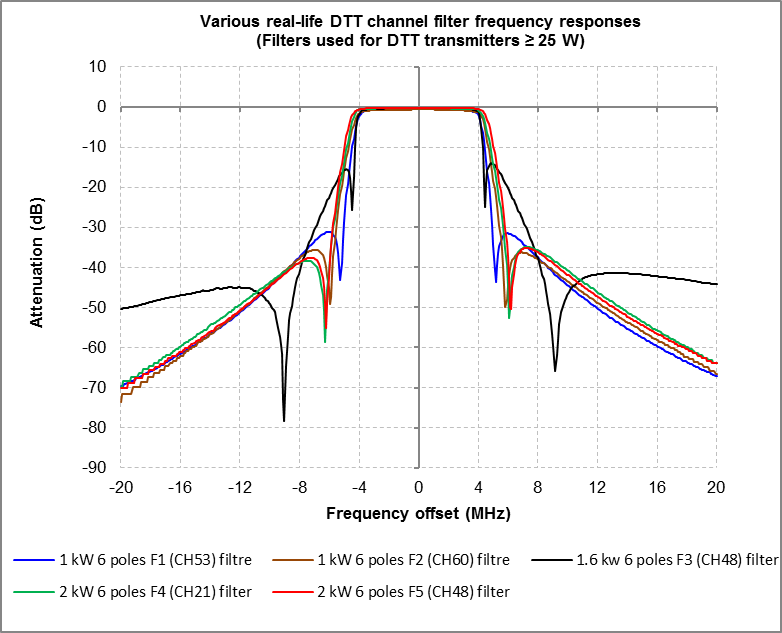 Various real-life DTT channel filter frequency responses
(Filters used for DTT transmitters ≥ 25 W)
10
0
-10
-20
-30
-40
-50
-60
-70
-80
-90
Attenuation (dB)
-20 -16 -12 -8 -4 0 4 8 12 16 20
Frequency offset (MHz)
1 kW 6 poles F1 (CH53) filtre 1 kW 6 poles F2 (CH60) filtre 1.6 kw 6 poles F3 (CH48) filter
2 kW 6 poles F4 (CH21) filter 2 kW 6 poles F5 (CH48) filter